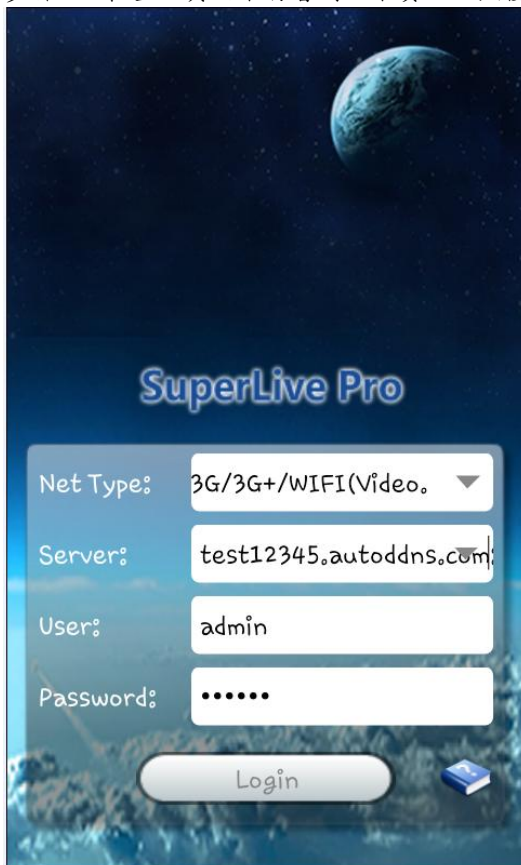 SuperLive Pro
Net Type: 3G/3G+/WIFI(Video.
Server: test12345.autoddns.com:
User: admin
Password: ••••••
Login
?